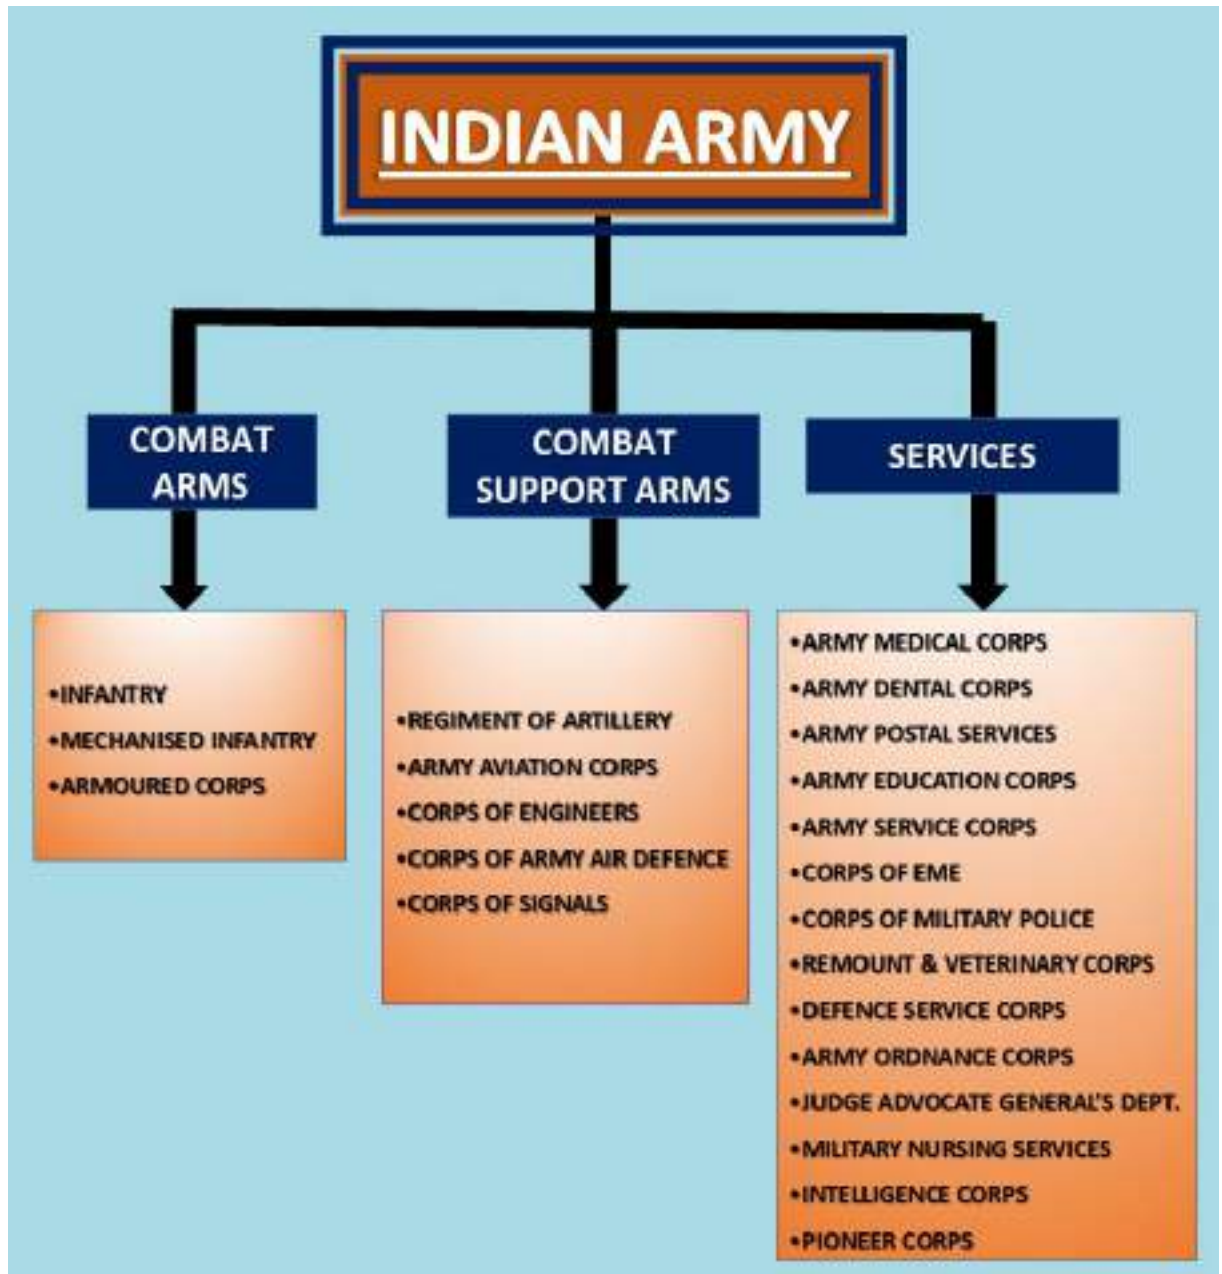 INDIAN ARMY
COMBAT
ARMS
•INFANTRY
•MECHANISED INFANTRY
•ARMOURED CORPS
COMBAT
SUPPORT ARMS
•REGIMENT OF ARTILLERY
•ARMY AVIATION CORPS
•CORPS OF ENGINEERS
•CORPS OF ARMY AIR DEFENCE
•CORPS OF SIGNALS
SERVICES
•ARMY MEDICAL CORPS
•ARMY DENTAL CORPS
•ARMY POSTAL SERVICES
•ARMY EDUCATION CORPS
•ARMY SERVICE CORPS
•CORPS OF EME
•CORPS OF MILITARY POLICE
•REMOUNT & VETERINARY CORPS
•DEFENCE SERVICE CORPS
•ARMY ORDNANCE CORPS
•JUDGE ADVOCATE GENERAL'S DEPT.
•MILITARY NURSING SERVICES
•INTELLIGENCE CORPS
•PIONEER CORPS